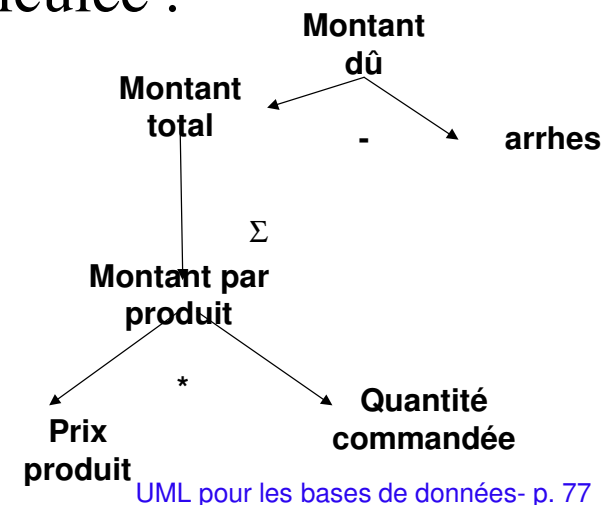 Montant
dû
Montant
total
-
arrhes
Σ
Montant par
produit
*
Prix
produit
Quantité
commandée
UML pour les bases de données- p. 77